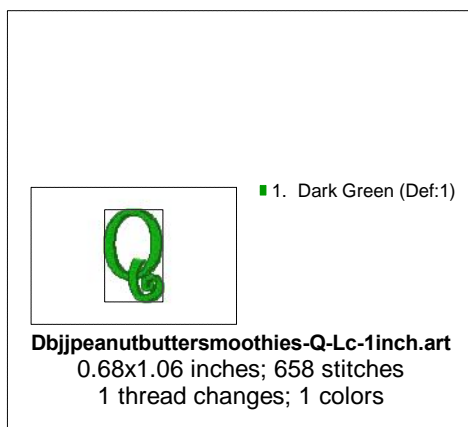 1. Dark Green (Def:1)
Q
Dbjjpeanutbuttersmoothies-Q-Lc-1inch.art
0.68x1.06 inches; 658 stitches
1 thread changes; 1 colors